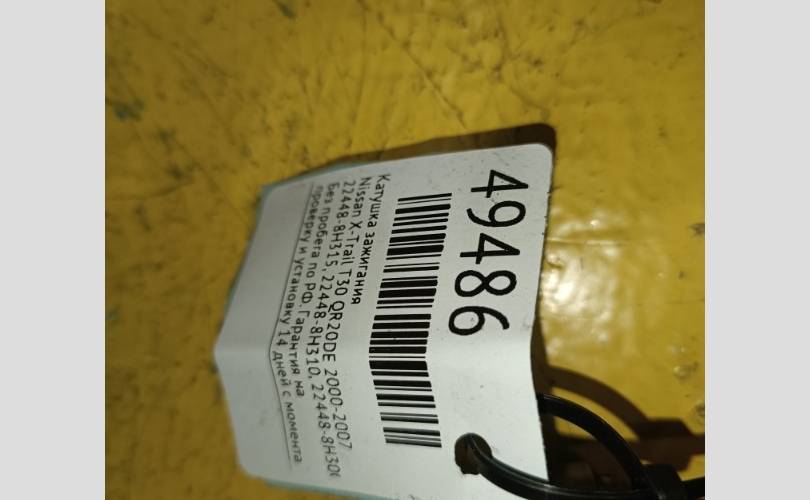 49486
Катушка зажигания
Nissan X-Trail T30 QR20DE 2000-2007
22448-8H315, 22448-8H310, 22448-8H300
Без пробега по РФ. Гарантия на
проверку и установку 14 дней с момента